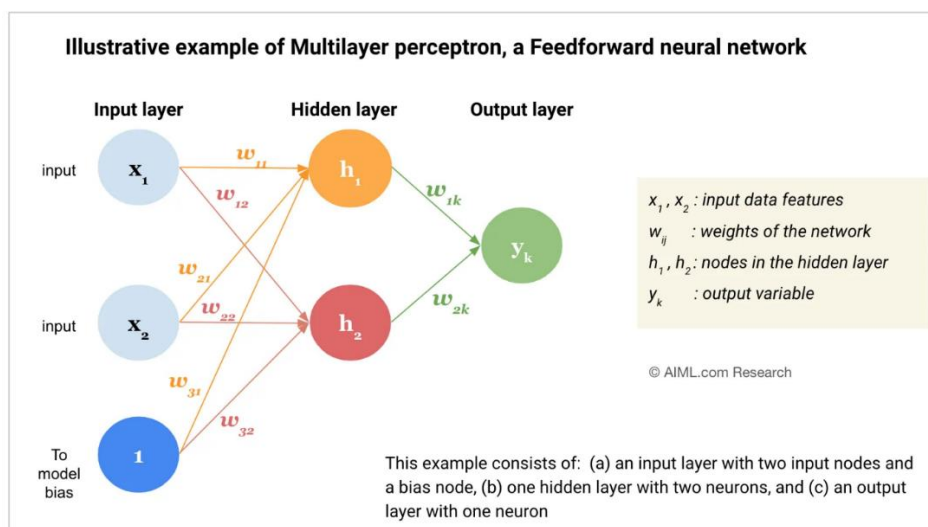 Illustrative example of Multilayer perceptron, a Feedforward neural network
Input layer
Hidden layer
Output layer
input
x₁
w₁₁
h₁
w₁₂
w₁ₖ
yₖ
w₂₁
input
x₂
w₂₂
h₂
w₂ₖ
w₃₁
w₃₂
To
model
bias
1
x₁ , x₂ : input data features
wᵢⱼ : weights of the network
h₁ , h₂ : nodes in the hidden layer
yₖ : output variable
© AIML.com Research
This example consists of: (a) an input layer with two input nodes and
a bias node, (b) one hidden layer with two neurons, and (c) an output
layer with one neuron